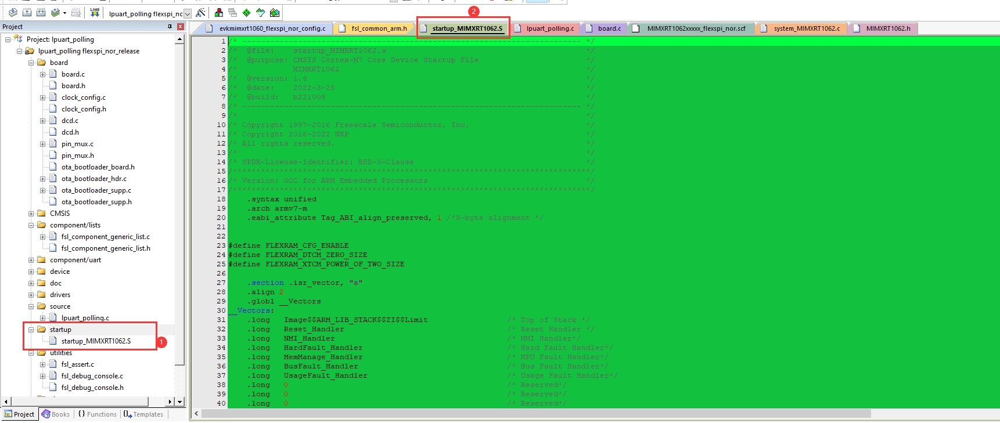 lpuart_polling flexspi_nor
LOAD
2
Project
evkmimxrt1060_flexspi_nor_config.c
fsl_common_arm.h
startup_MIMXRT1062.S
lpuart_polling.c
board.c
MIMXRT1062xxxxx_flexspi_nor.scf
system_MIMXRT1062.c
MIMXRT1062.h
Project: lpuart_polling
lpuart_polling flexspi_nor_release
board
board.c
board.h
clock_config.c
clock_config.h
dcd.c
dcd.h
pin_mux.c
pin_mux.h
ota_bootloader_board.h
ota_bootloader_hdr.c
ota_bootloader_supp.c
ota_bootloader_supp.h
CMSIS
component/lists
fsl_component_generic_list.c
fsl_component_generic_list.h
component/uart
device
doc
drivers
source
lpuart_polling.c
startup
startup_MIMXRT1062.S
1
utilities
fsl_assert.c
fsl_debug_console.c
fsl_debug_console.h
Project
Books
{} Functions
Templates
1 /* ------------------------------------------------------------------------- */
2 /* @file: startup_MIMXRT1062.s */
3 /* @purpose: CMSIS Cortex-M7 Core Device Startup File */
4 /* MIMXRT1062 */
5 /* @version: 1.4 */
6 /* @date: 2022-3-25 */
7 /* @build: b221009 */
8 /* ------------------------------------------------------------------------- */
9 /* */
10 /* Copyright 1997-2016 Freescale Semiconductor, Inc. */
11 /* Copyright 2016-2022 NXP */
12 /* All rights reserved. */
13 /* */
14 /* SPDX-License-Identifier: BSD-3-Clause */
15 /*****************************************************************************/
16 /* Version: GCC for ARM Embedded Processors */
17 /*****************************************************************************/
18 .syntax unified
19 .arch armv7-m
20 .eabi_attribute Tag_ABI_align_preserved, 1 /*8-byte alignment */
21
22
23 #define FLEXRAM_CFG_ENABLE
24 #define FLEXRAM_DTCM_ZERO_SIZE
25 #define FLEXRAM_XTCM_POWER_OF_TWO_SIZE
26
27 .section .isr_vector, "a"
28 .align 2
29 .globl __Vectors
30 __Vectors:
31 .long Image$$ARM_LIB_STACK$$ZI$$Limit /* Top of Stack */
32 .long Reset_Handler /* Reset Handler */
33 .long NMI_Handler /* NMI Handler*/
34 .long HardFault_Handler /* Hard Fault Handler*/
35 .long MemManage_Handler /* MPU Fault Handler*/
36 .long BusFault_Handler /* Bus Fault Handler*/
37 .long UsageFault_Handler /* Usage Fault Handler*/
38 .long 0 /* Reserved*/
39 .long 0 /* Reserved*/
40 .long 0 /* Reserved*/